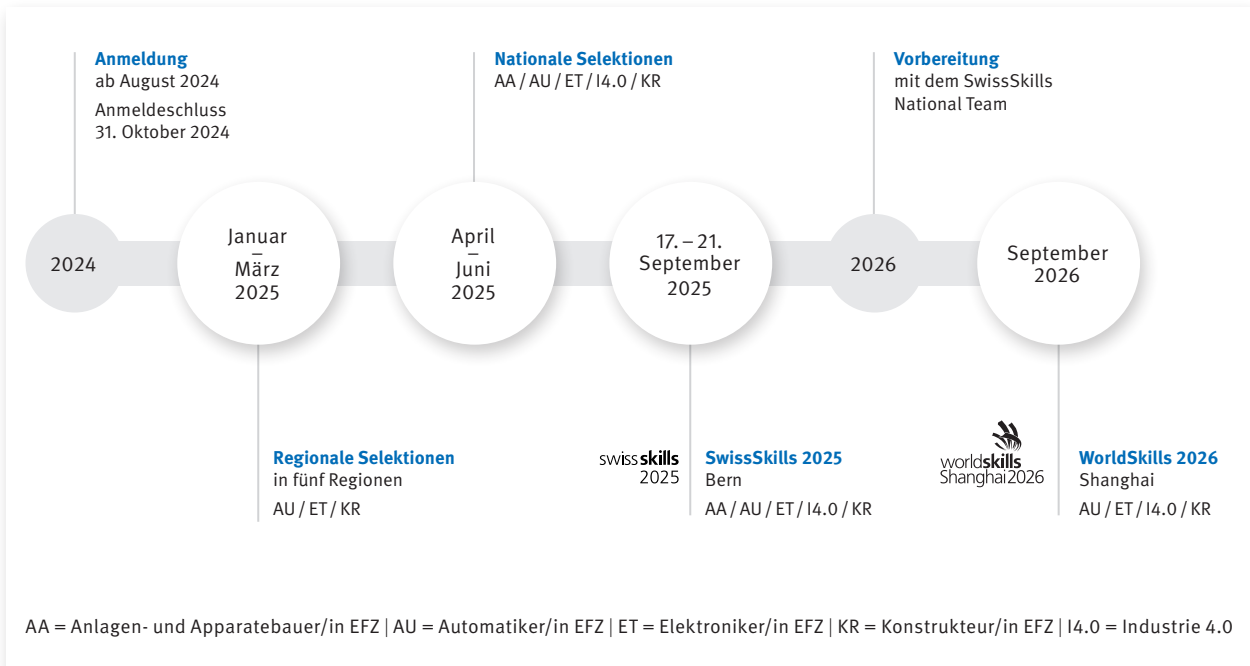 Anmeldung
ab August 2024
Anmeldeschluss
31. Oktober 2024
Nationale Selektionen
AA / AU / ET / I4.0 / KR
Vorbereitung
mit dem SwissSkills
National Team
2024
Januar
–
März
2025
April
–
Juni
2025
17. – 21.
September
2025
2026
September
2026
Regionale Selektionen
in fünf Regionen
AU / ET / KR
swissskills
2025
SwissSkills 2025
Bern
AA / AU / ET / I4.0 / KR
worldskills
Shanghai2026
WorldSkills 2026
Shanghai
AU / ET / I4.0 / KR
AA = Anlagen- und Apparatebauer/in EFZ | AU = Automatiker/in EFZ | ET = Elektroniker/in EFZ | KR = Konstrukteur/in EFZ | I4.0 = Industrie 4.0